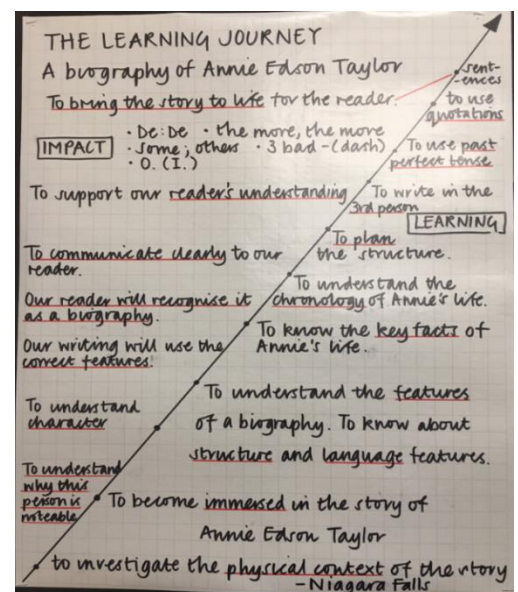 THE LEARNING JOURNEY
A biography of Annie Edson Taylor
To bring the story to life for the reader.
IMPACT
• De:De • the more, the more
• some; others • 3 bad-(dash)
• O. (I.)
sent-
-ences
to use
quotations
To use past
perfect tense
To support our reader's understanding
To write in the
3rd person
LEARNING
To plan
the structure.
To communicate clearly to our
reader.
To understand the
chronology of Annie's life.
Our reader will recognise it
as a biography.
To know the key facts of
Annie's life.
Our writing will use the
correct features!
To understand the features
of a biography. To know about
structure and language features.
To understand
character
To understand
why this
person is
noteable
To become immersed in the story of
Annie Edson Taylor
to investigate the physical context of the story
-Niagara Falls